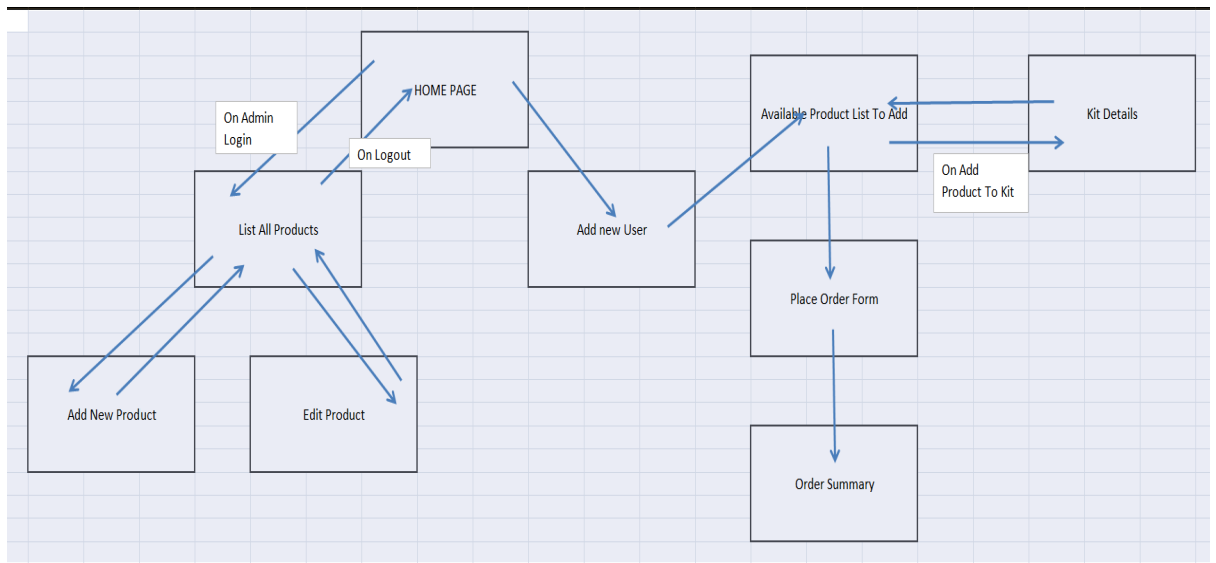 HOME PAGE
On Admin
Login
On Logout
Available Product List To Add
Kit Details
On Add
Product To Kit
List All Products
Add new User
Place Order Form
Add New Product
Edit Product
Order Summary